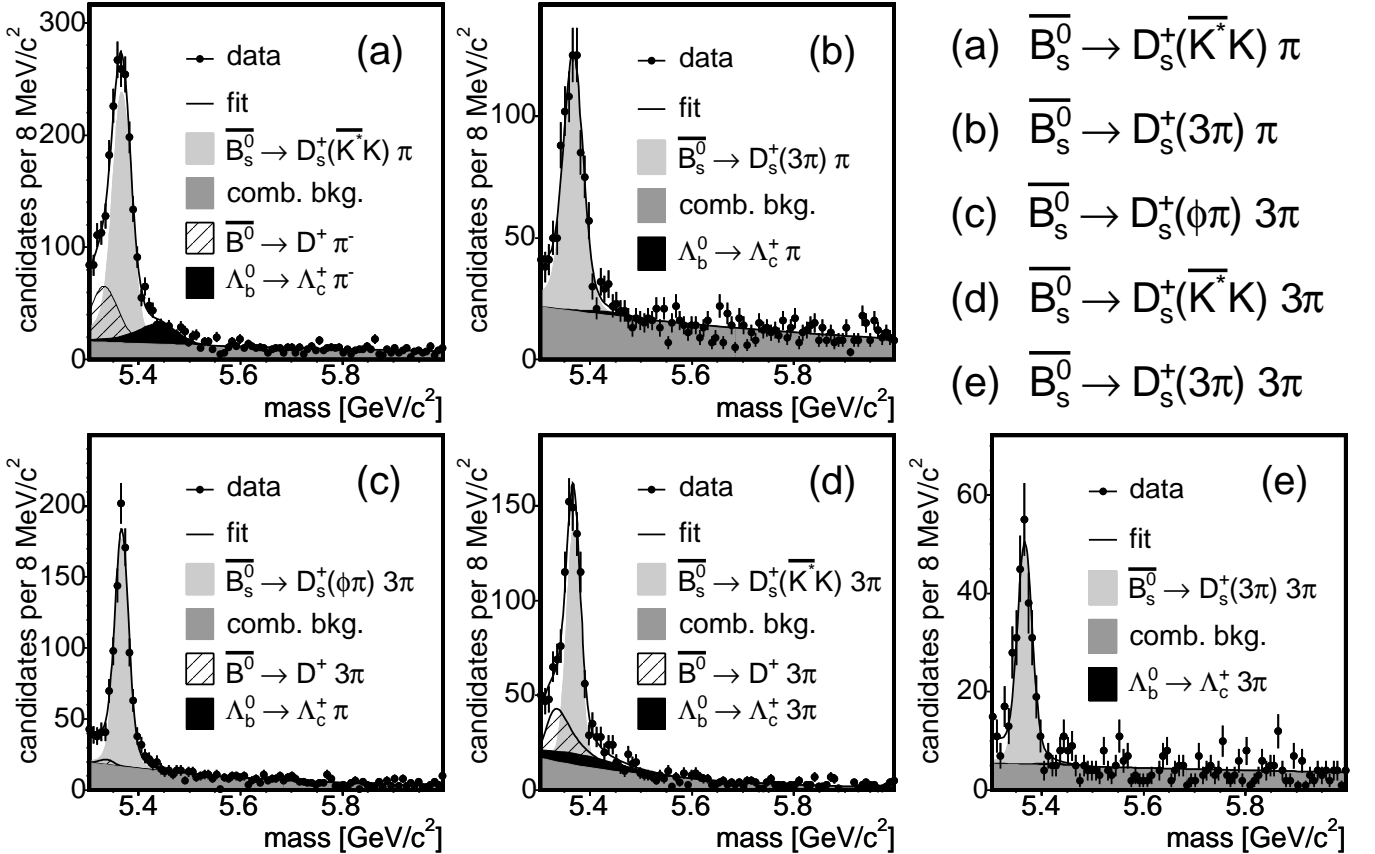 candidates per 8 MeV/c²
300
200
100
0
5.4 5.6 5.8
mass [GeV/c²]
(a)
data
fit
B̅⁰ₛ → D⁺ₛ(K̅*K) π
comb. bkg.
B̅⁰ → D⁺ π⁻
Λ⁰_b → Λ⁺_c π⁻
candidates per 8 MeV/c²
100
50
0
5.4 5.6 5.8
mass [GeV/c²]
(b)
data
fit
B̅⁰ₛ → D⁺ₛ(3π) π
comb. bkg.
Λ⁰_b → Λ⁺_c π
(a) B̅⁰ₛ → D⁺ₛ(K̅*K) π
(b) B̅⁰ₛ → D⁺ₛ(3π) π
(c) B̅⁰ₛ → D⁺ₛ(ϕπ) 3π
(d) B̅⁰ₛ → D⁺ₛ(K̅*K) 3π
(e) B̅⁰ₛ → D⁺ₛ(3π) 3π
candidates per 8 MeV/c²
200
150
100
50
0
5.4 5.6 5.8
mass [GeV/c²]
(c)
data
fit
B̅⁰ₛ → D⁺ₛ(ϕπ) 3π
comb. bkg.
B̅⁰ → D⁺ 3π
Λ⁰_b → Λ⁺_c π
candidates per 8 MeV/c²
150
100
50
0
5.4 5.6 5.8
mass [GeV/c²]
(d)
data
fit
B̅⁰ₛ → D⁺ₛ(K̅*K) 3π
comb. bkg.
B̅⁰ → D⁺ 3π
Λ⁰_b → Λ⁺_c 3π
candidates per 8 MeV/c²
60
40
20
0
5.4 5.6 5.8
mass [GeV/c²]
(e)
data
fit
B̅⁰ₛ → D⁺ₛ(3π) 3π
comb. bkg.
Λ⁰_b → Λ⁺_c 3π